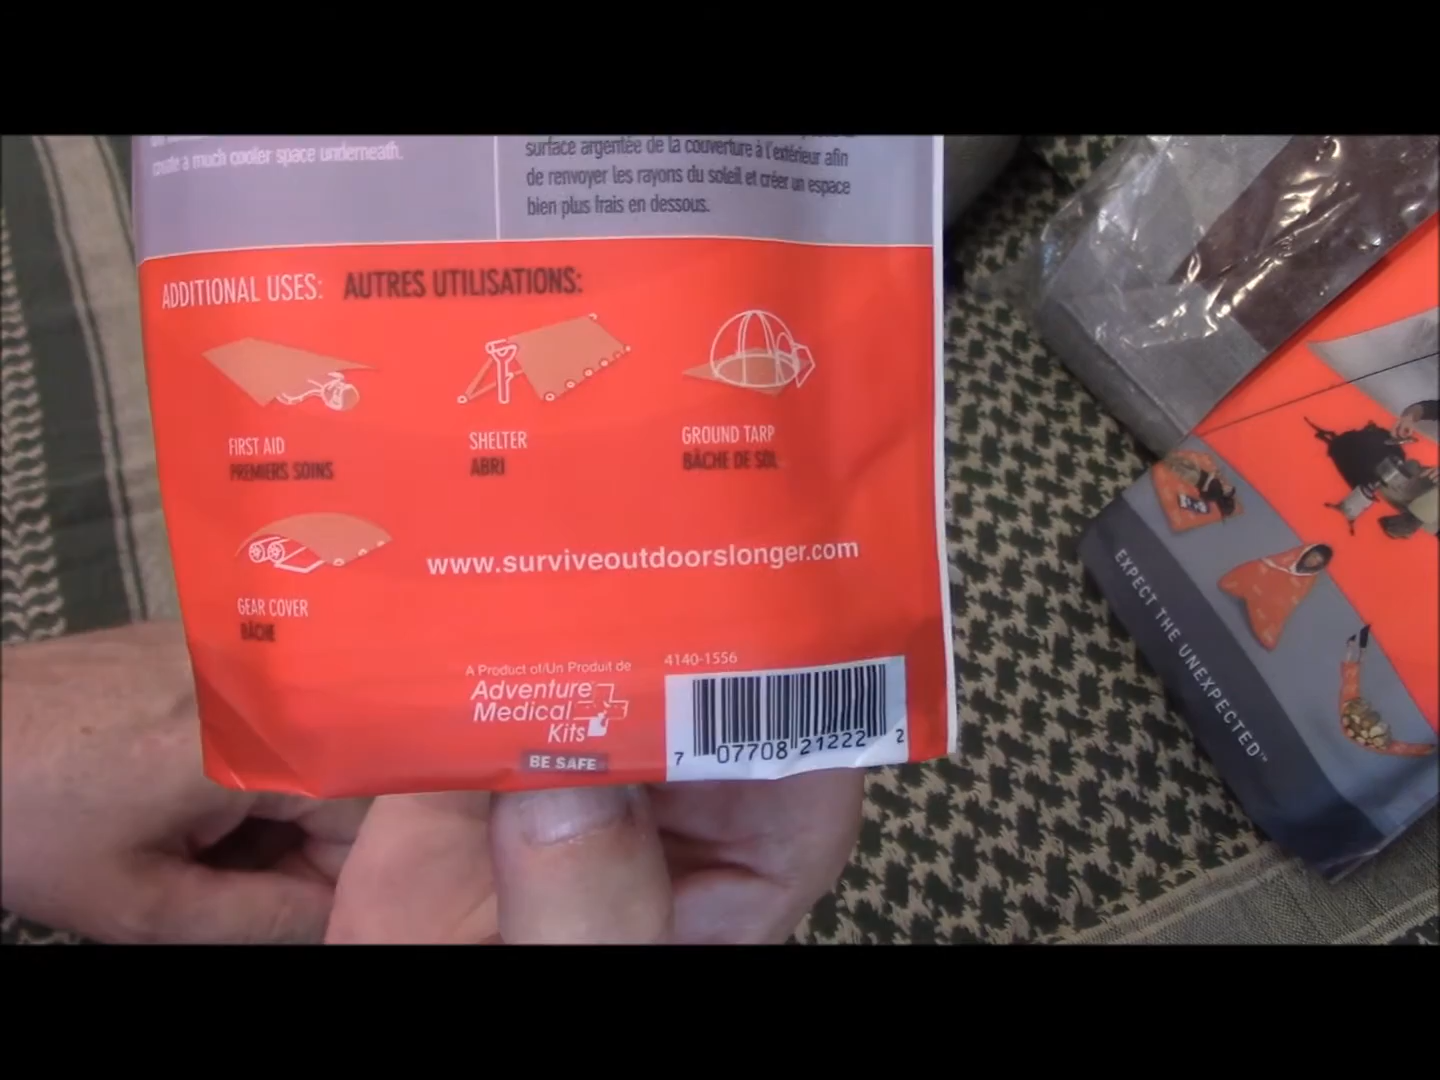 create a much cooler space underneath.
surface argentée de la couverture à l'extérieur afin
de renvoyer les rayons du soleil et créer un espace
bien plus frais en dessous.
ADDITIONAL USES: AUTRES UTILISATIONS:
FIRST AID
PREMIERS SOINS
SHELTER
ABRI
GROUND TARP
BÂCHE DE SOL
GEAR COVER
BÂCHE
www.surviveoutdoorslonger.com
A Product of/Un Produit de
Adventure
Medical
Kits
BE SAFE
4140-1556
7 07708 21222 2
EXPECT THE UNEXPECTED™